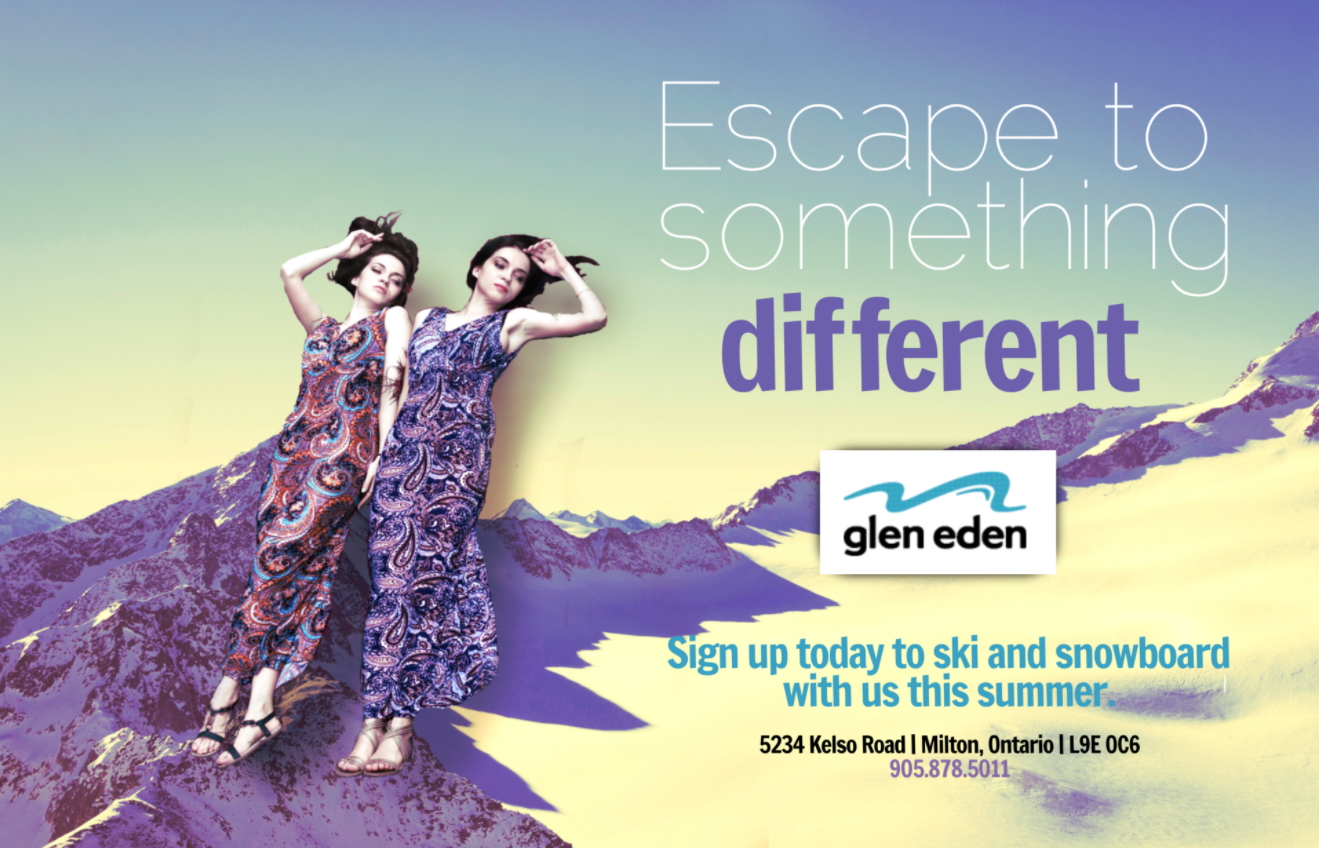 Escape to
something
different
glen eden
Sign up today to ski and snowboard
with us this summer.
5234 Kelso Road | Milton, Ontario | L9E 0C6
905.878.5011